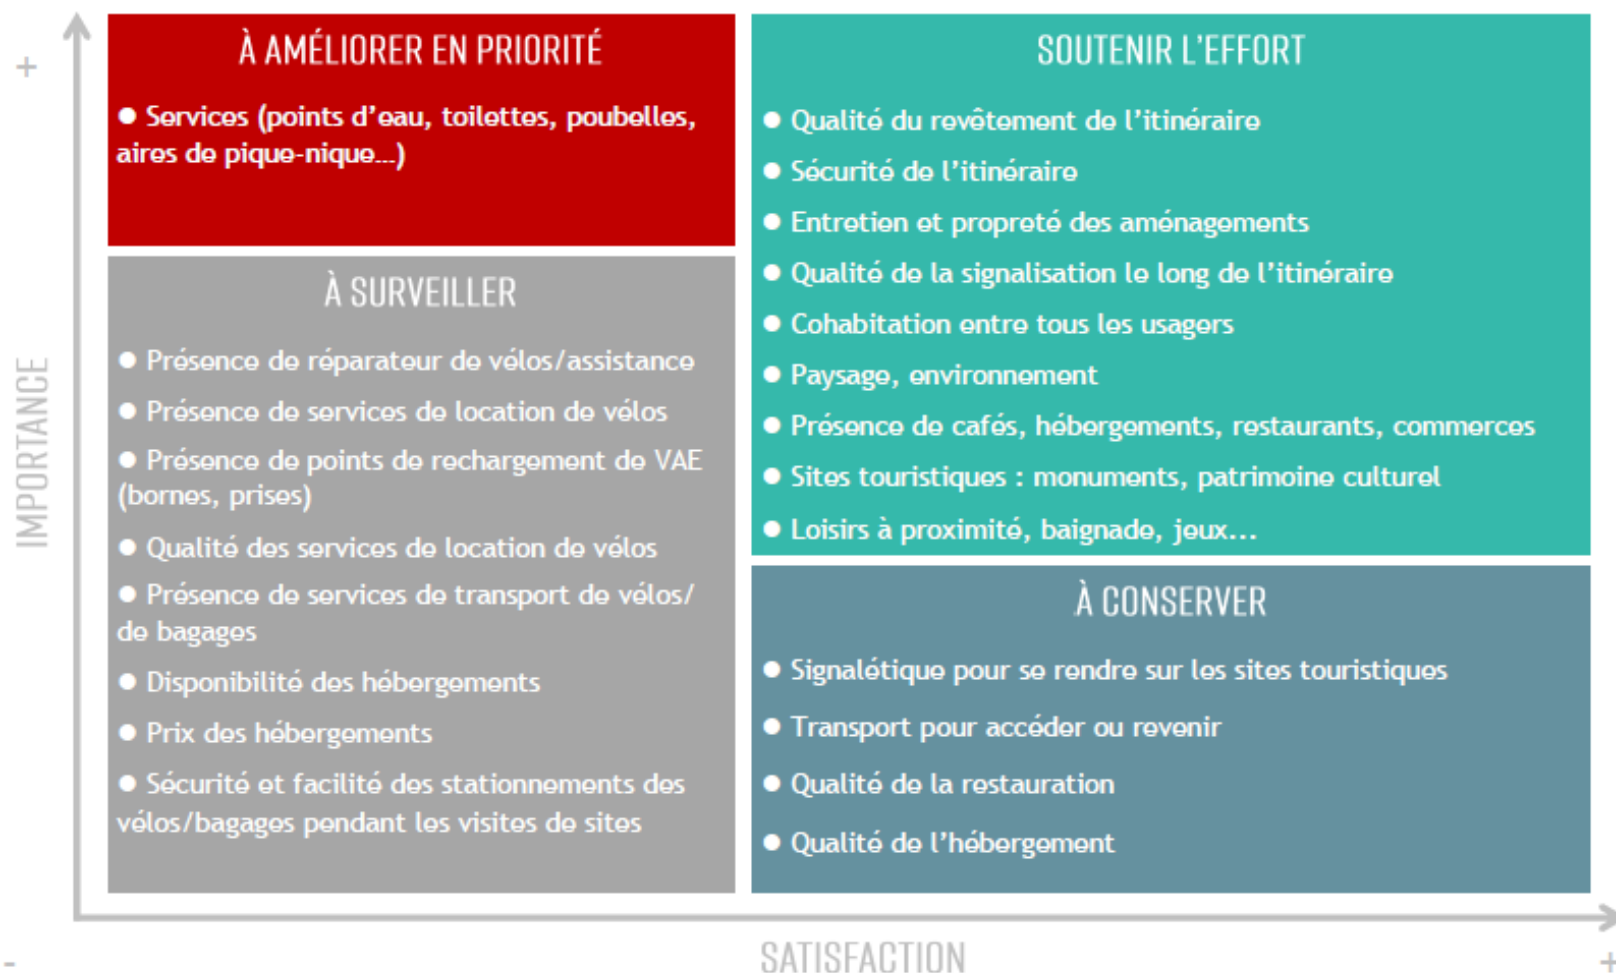 +
IMPORTANCE
À AMÉLIORER EN PRIORITÉ
● Services (points d'eau, toilettes, poubelles,
aires de pique-nique…)
À SURVEILLER
● Présence de réparateur de vélos/assistance
● Présence de services de location de vélos
● Présence de points de rechargement de VAE
(bornes, prises)
● Qualité des services de location de vélos
● Présence de services de transport de vélos/
de bagages
● Disponibilité des hébergements
● Prix des hébergements
● Sécurité et facilité des stationnements des
vélos/bagages pendant les visites de sites
SOUTENIR L'EFFORT
● Qualité du revêtement de l'itinéraire
● Sécurité de l'itinéraire
● Entretien et propreté des aménagements
● Qualité de la signalisation le long de l'itinéraire
● Cohabitation entre tous les usagers
● Paysage, environnement
● Présence de cafés, hébergements, restaurants, commerces
● Sites touristiques : monuments, patrimoine culturel
● Loisirs à proximité, baignade, jeux...
À CONSERVER
● Signalétique pour se rendre sur les sites touristiques
● Transport pour accéder ou revenir
● Qualité de la restauration
● Qualité de l'hébergement
-
SATISFACTION
+